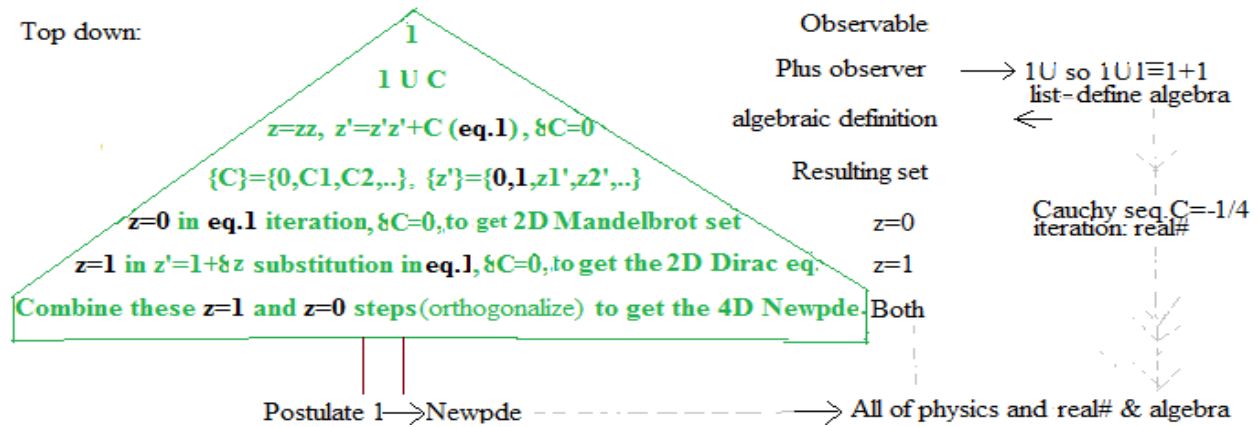 Top down:
1
Observable
1 U C
Plus observer
1U so 1U1≡1+1
list-define algebra
z=zz, z'=z'z'+C (eq.1), δC=0
algebraic definition
{C}={0,C1,C2,..}, {z'}={0,1,z1',z2',..}
Resulting set
z=0 in eq.1 iteration, δC=0, to get 2D Mandelbrot set
z=0
Cauchy seq C=-1/4
iteration: real#
z=1 in z'=1+δz substitution in eq.1, δC=0, to get the 2D Dirac eq.
z=1
Combine these z=1 and z=0 steps(orthogonalize) to get the 4D Newpde.
Both
Postulate 1→Newpde → All of physics and real# & algebra